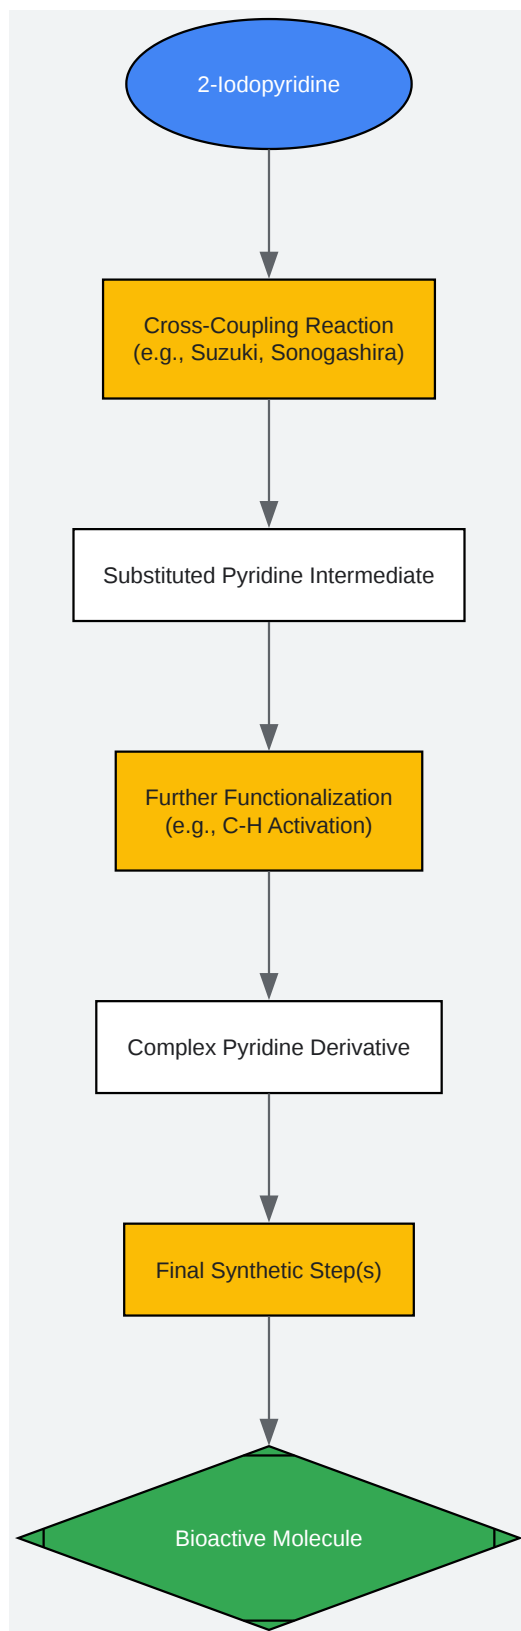 2-Iodopyridine
Cross-Coupling Reaction
(e.g., Suzuki, Sonogashira)
Substituted Pyridine Intermediate
Further Functionalization
(e.g., C-H Activation)
Complex Pyridine Derivative
Final Synthetic Step(s)
Bioactive Molecule